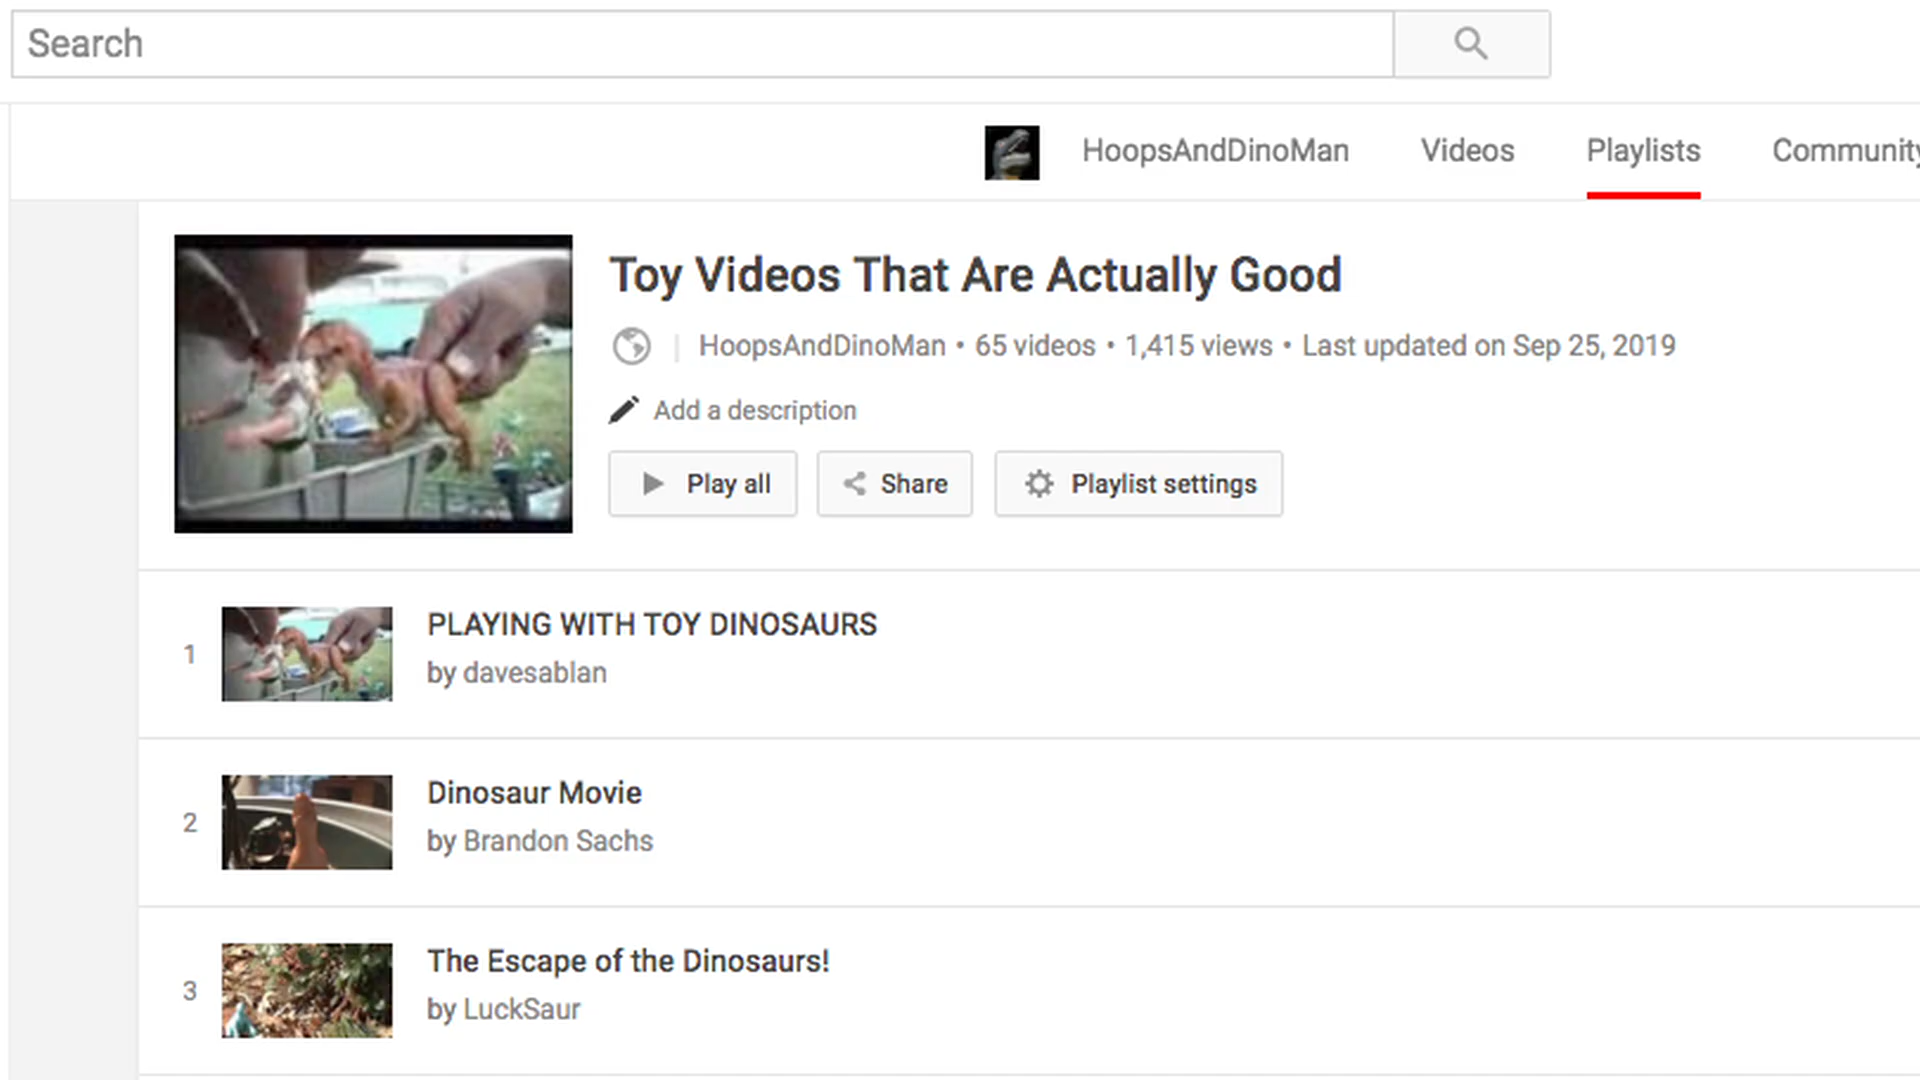 Search
HoopsAndDinoMan Videos Playlists Community
Toy Videos That Are Actually Good
HoopsAndDinoMan • 65 videos • 1,415 views • Last updated on Sep 25, 2019
Add a description
Play all Share Playlist settings
1
PLAYING WITH TOY DINOSAURS
by davesablan
2
Dinosaur Movie
by Brandon Sachs
3
The Escape of the Dinosaurs!
by LuckSaur